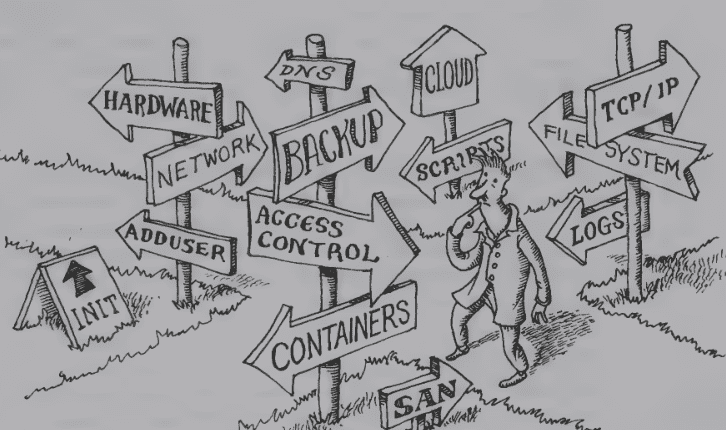 HARDWARE
NETWORK
ADDUSER
INIT
DNS
BACKUP
ACCESS
CONTROL
CONTAINERS
CLOUD
SCRIPTS
SAN
TCP/IP
FILE SYSTEM
LOGS